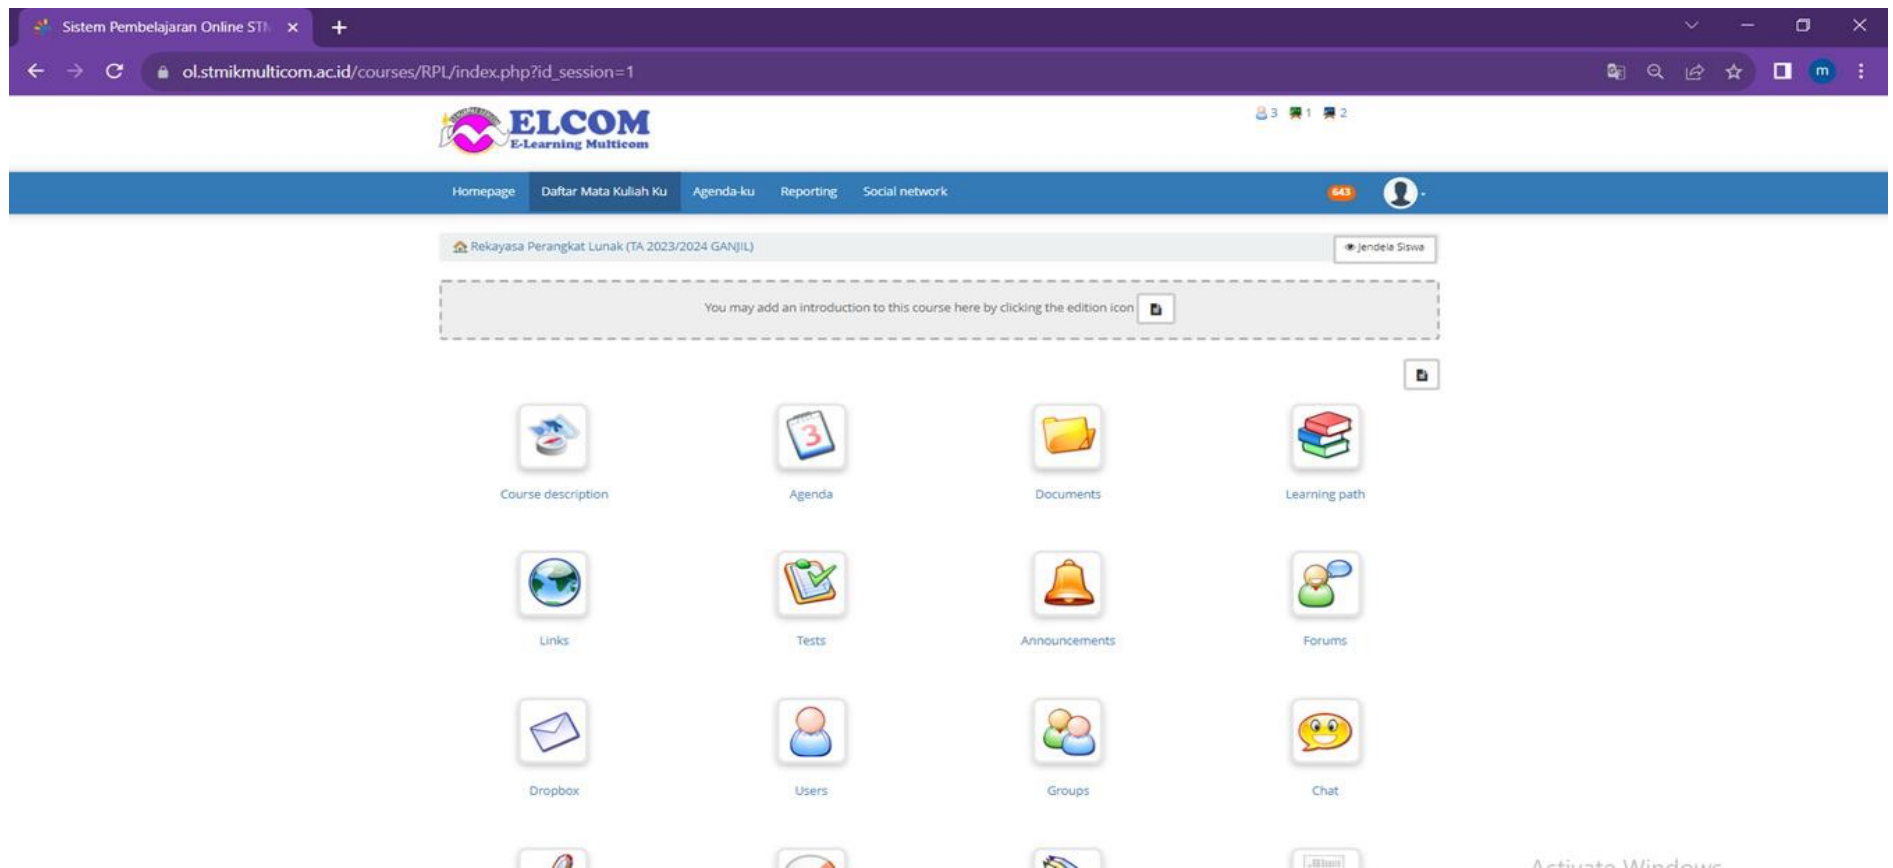 Sistem Pembelajaran Online STM
ol.stmikmulticom.ac.id/courses/RPL/index.php?id_session=1
m
ELCOM
E-Learning Multicom
3 1 2
Homepage Daftar Mata Kuliah Ku Agenda-ku Reporting Social network 643
Rekayasa Perangkat Lunak (TA 2023/2024 GANJIL) Jendela Siswa
You may add an introduction to this course here by clicking the edition icon
3
Course description Agenda Documents Learning path
Links Tests Announcements Forums
Dropbox Users Groups Chat
Activate Windows